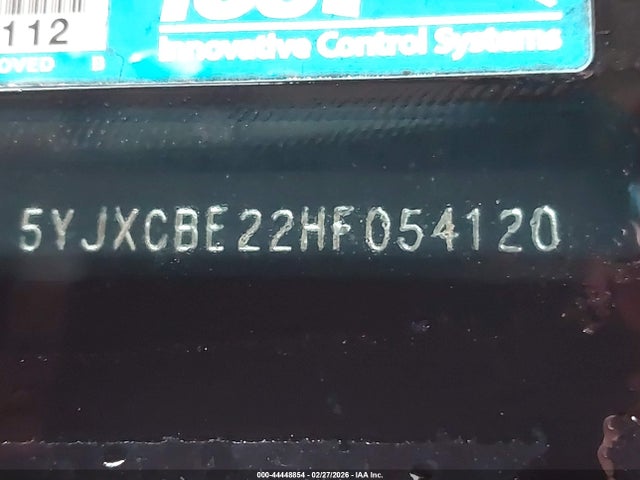 112
OVED B
Innovative Control Systems
5YJXCBE22HF054120
000-44448854 | 02/27/2026 - IAA Inc.